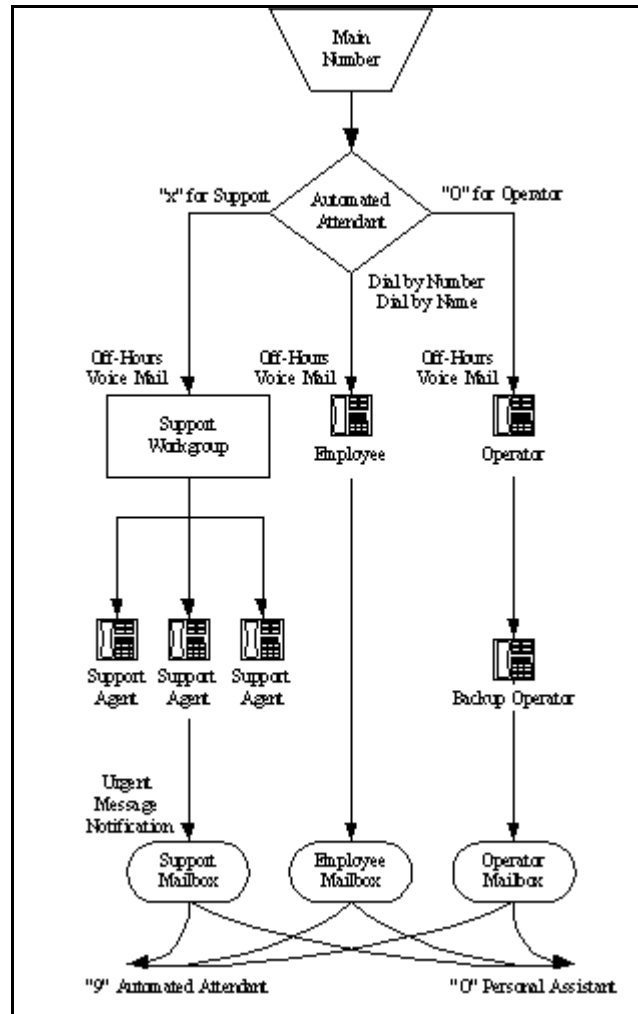 Main
Number
"x" for Support
Automated
Attendant
"0" for Operator
Dial by Number
Dial by Name
Off-Hours
Voice Mail
Off-Hours
Voice Mail
Off-Hours
Voice Mail
Support
Workgroup
Employee
Operator
Support
Agent
Support
Agent
Support
Agent
Backup Operator
Urgent
Message
Notification
Support
Mailbox
Employee
Mailbox
Operator
Mailbox
"9" Automated Attendant
"0" Personal Assistant